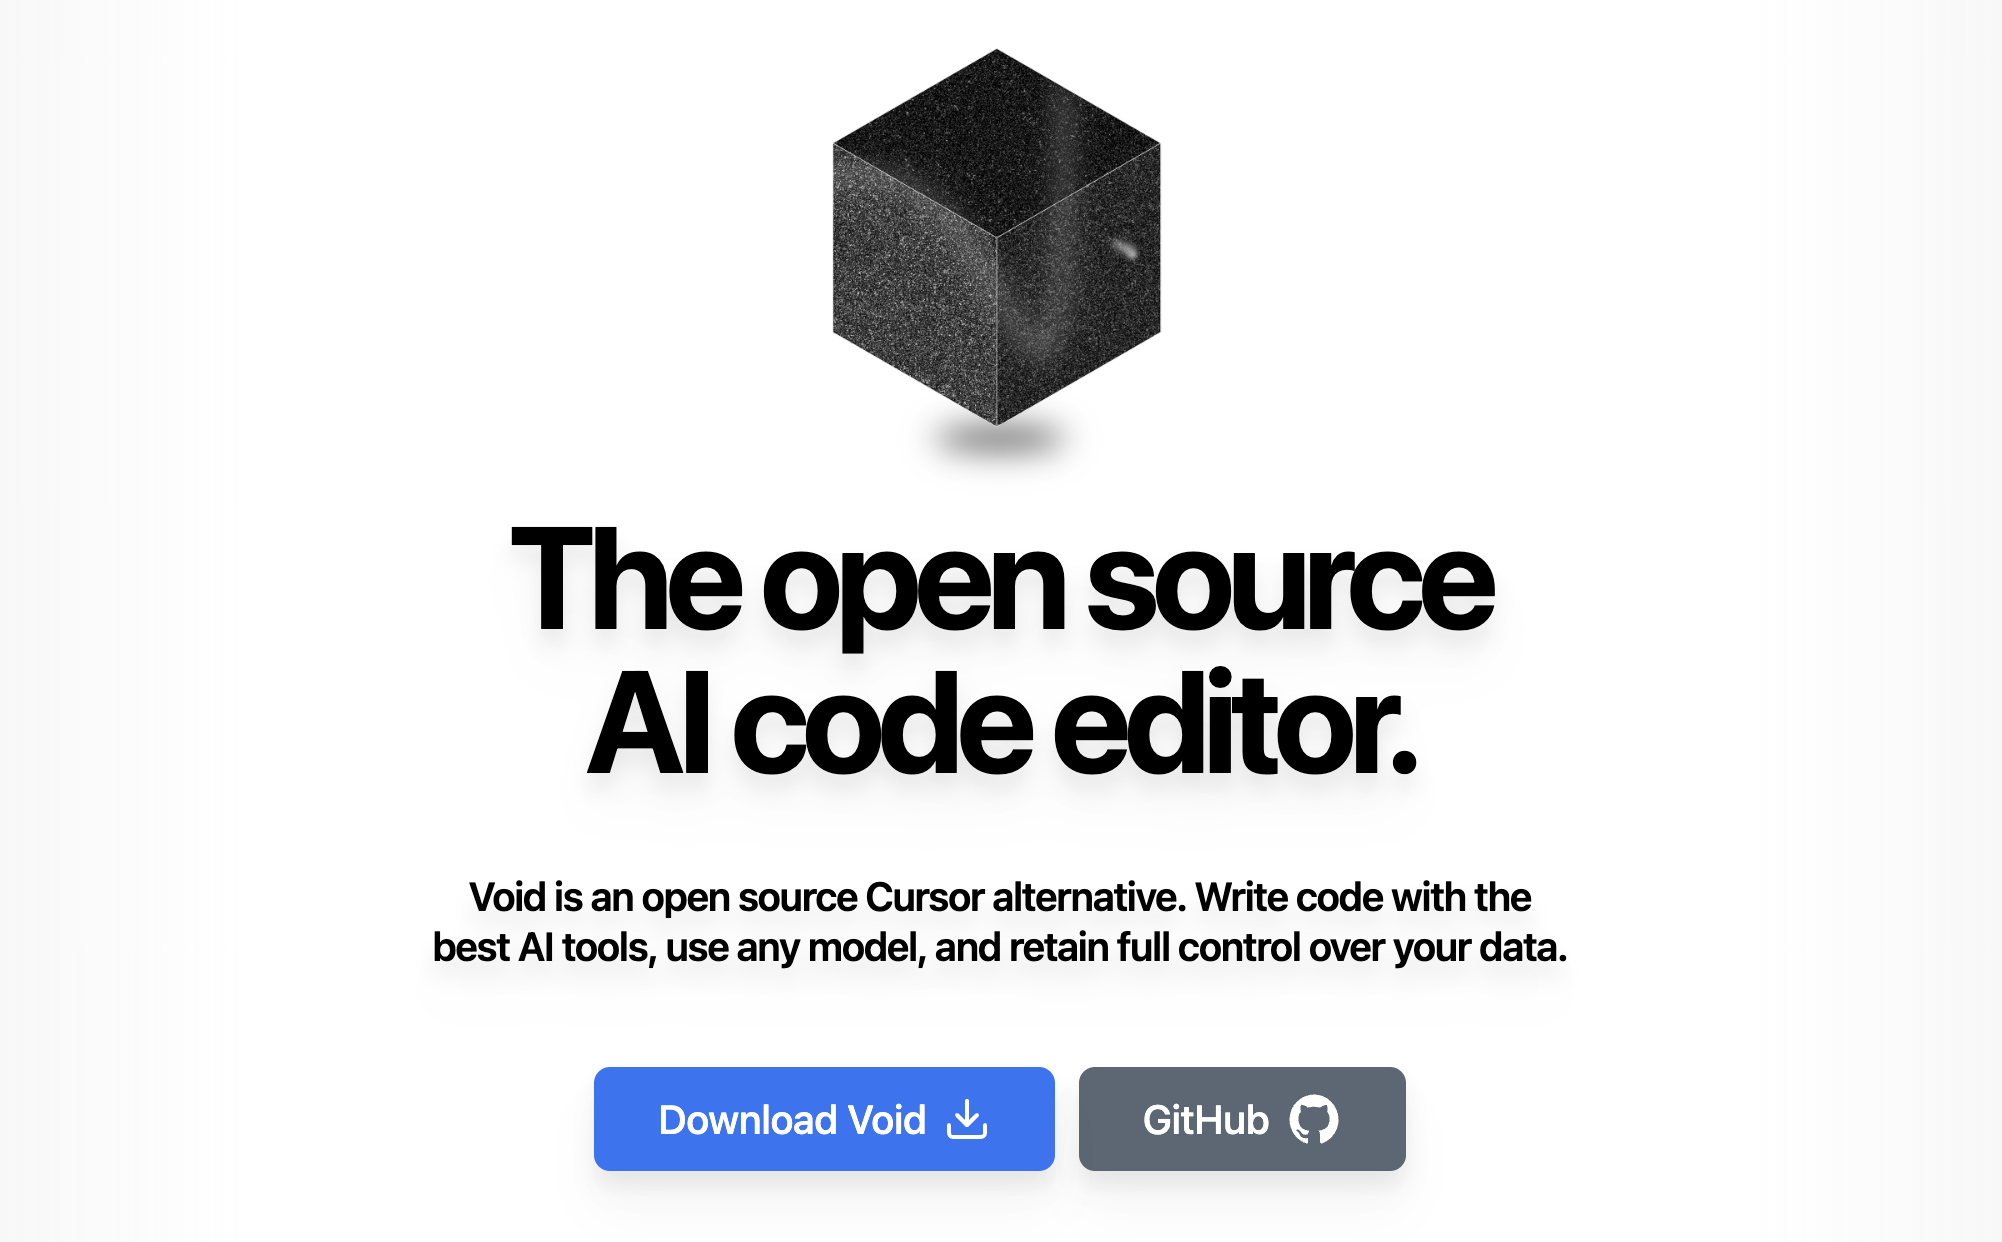 The open source
AI code editor.
Void is an open source Cursor alternative. Write code with the
best AI tools, use any model, and retain full control over your data.
Download Void
GitHub